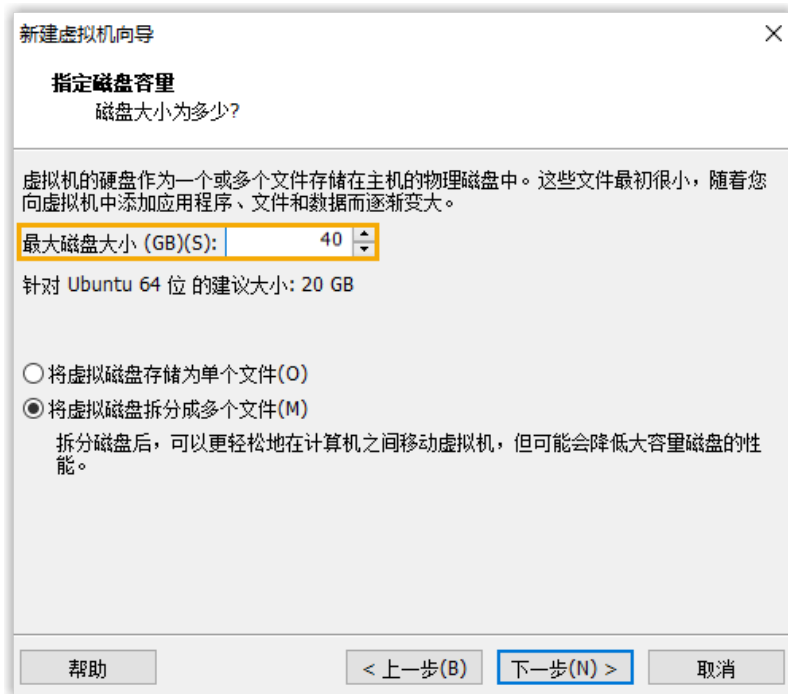 新建虚拟机向导
指定磁盘容量
磁盘大小为多少?
虚拟机的硬盘作为一个或多个文件存储在主机的物理磁盘中。这些文件最初很小，随着您
向虚拟机中添加应用程序、文件和数据而逐渐变大。
最大磁盘大小 (GB)(S): 40
针对 Ubuntu 64 位 的建议大小: 20 GB
将虚拟磁盘存储为单个文件(O)
将虚拟磁盘拆分成多个文件(M)
拆分磁盘后，可以更轻松地在计算机之间移动虚拟机，但可能会降低大容量磁盘的性
能。
帮助 < 上一步(B) 下一步(N) > 取消